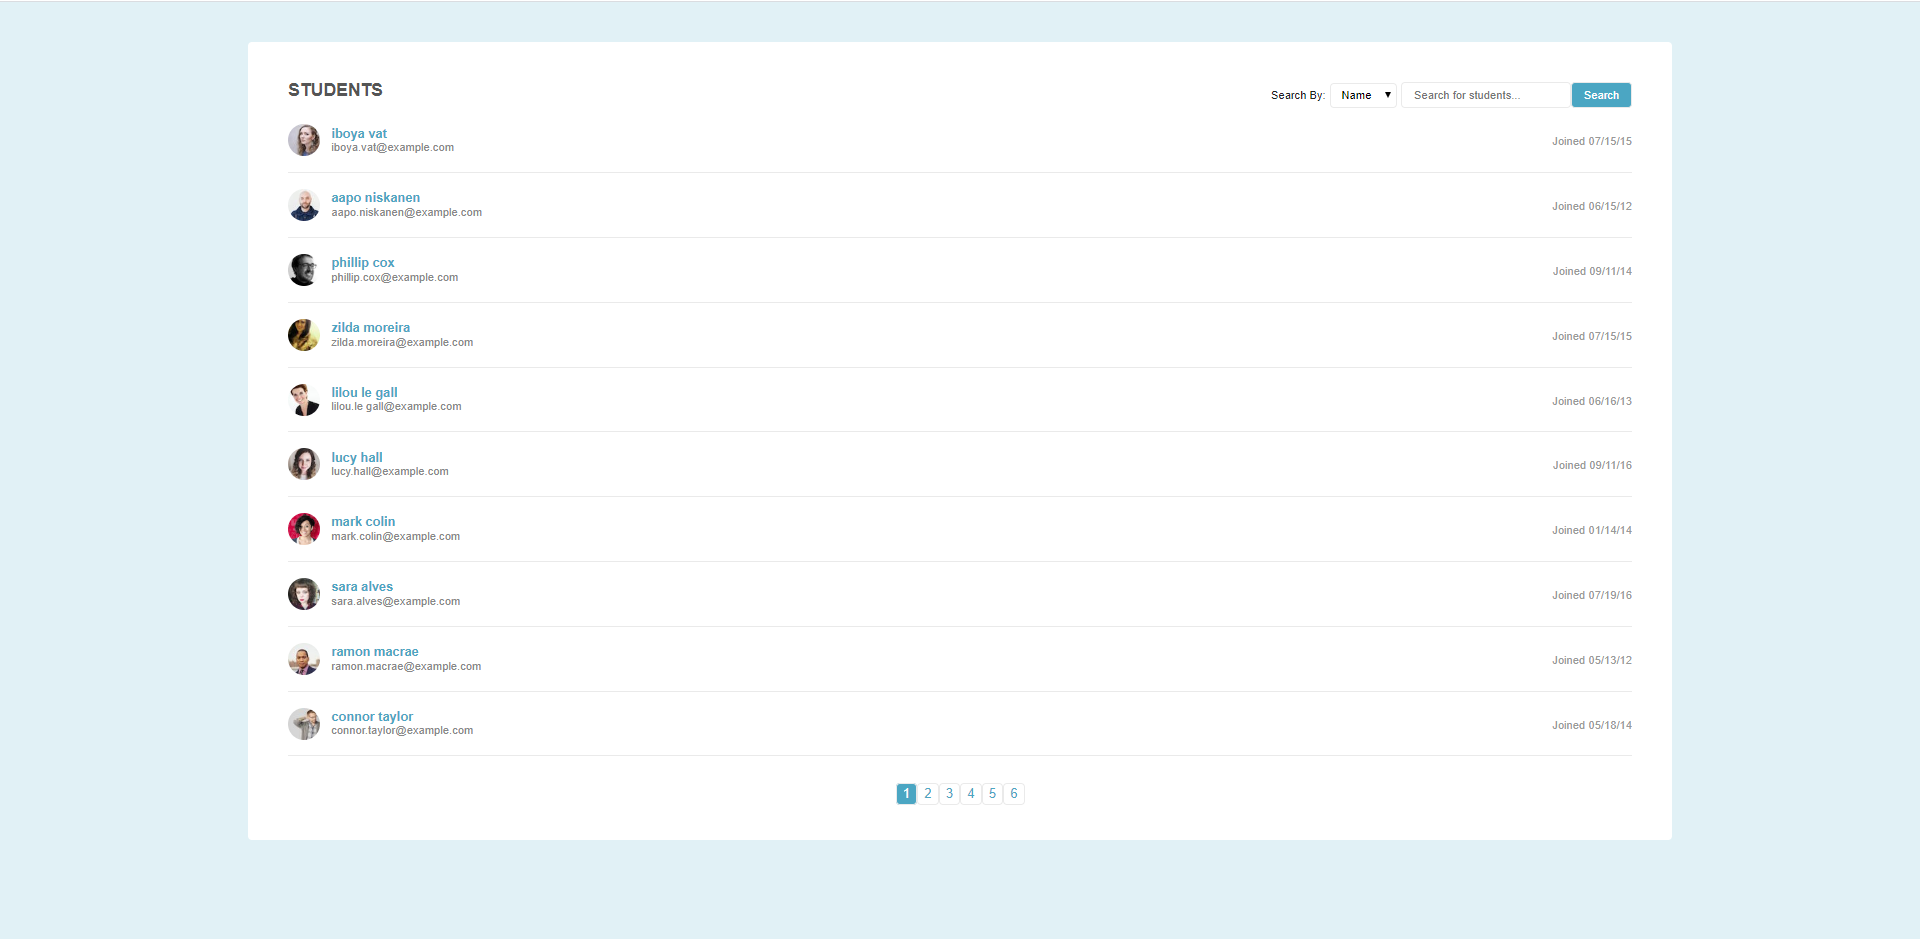 STUDENTS
Search By: Name Search for students... Search
iboya vat
iboya.vat@example.com
Joined 07/15/15
aapo niskanen
aapo.niskanen@example.com
Joined 06/15/12
phillip cox
phillip.cox@example.com
Joined 09/11/14
zilda moreira
zilda.moreira@example.com
Joined 07/15/15
lilou le gall
lilou.le gall@example.com
Joined 06/16/13
lucy hall
lucy.hall@example.com
Joined 09/11/16
mark colin
mark.colin@example.com
Joined 01/14/14
sara alves
sara.alves@example.com
Joined 07/19/16
ramon macrae
ramon.macrae@example.com
Joined 05/13/12
connor taylor
connor.taylor@example.com
Joined 05/18/14
1 2 3 4 5 6